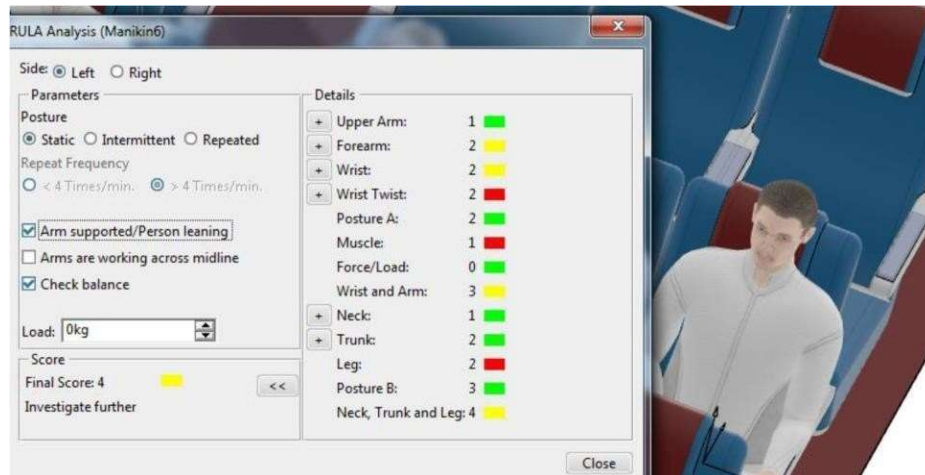 RULA Analysis (Manikin6)
Side: Left Right
Parameters
Posture
Static Intermittent Repeated
Repeat Frequency
< 4 Times/min. > 4 Times/min.
Arm supported/Person leaning
Arms are working across midline
Check balance
Load: 0kg
Score
Final Score: 4
<<
Investigate further
Details
+ Upper Arm: 1
+ Forearm: 2
+ Wrist: 2
+ Wrist Twist: 2
Posture A: 2
Muscle: 1
Force/Load: 0
Wrist and Arm: 3
+ Neck: 1
+ Trunk: 2
Leg: 2
Posture B: 3
Neck, Trunk and Leg: 4
Close